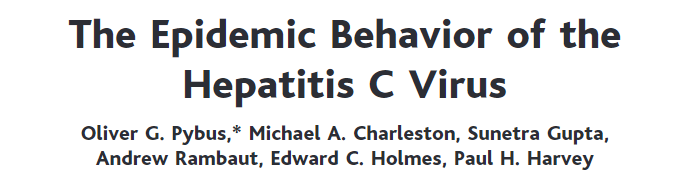 The Epidemic Behavior of the
Hepatitis C Virus
Oliver G. Pybus,* Michael A. Charleston, Sunetra Gupta,
Andrew Rambaut, Edward C. Holmes, Paul H. Harvey